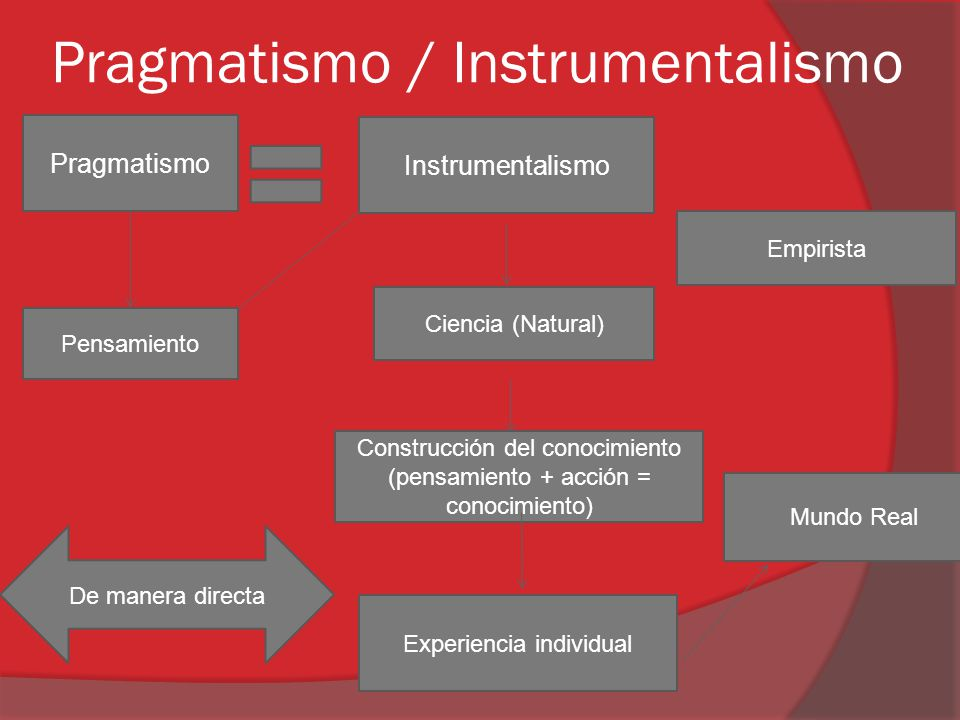 Pragmatismo / Instrumentalismo
Pragmatismo
Instrumentalismo
Empirista
Ciencia (Natural)
Pensamiento
Construcción del conocimiento
(pensamiento + acción =
conocimiento)
Mundo Real
De manera directa
Experiencia individual